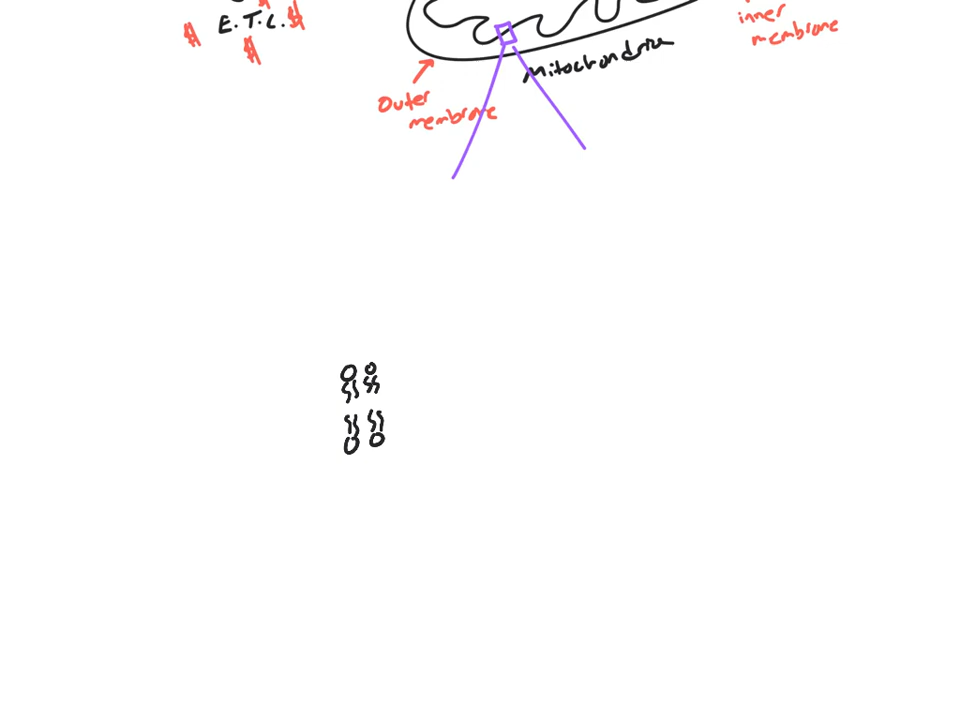 $ E.T.C. $
$
Outer
membrane
Mitochondria
inner
membrane